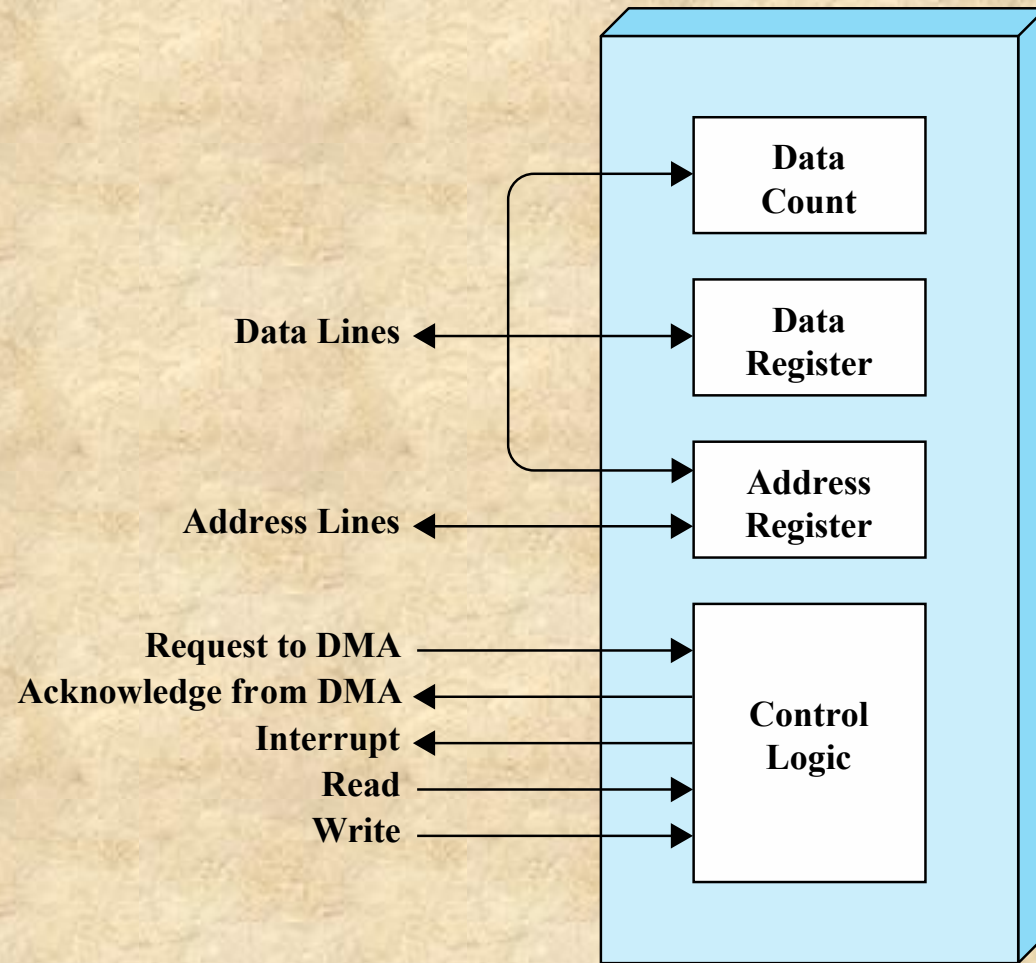 Data
Count
Data Lines
Data
Register
Address
Register
Address Lines
Request to DMA
Acknowledge from DMA
Interrupt
Read
Write
Control
Logic